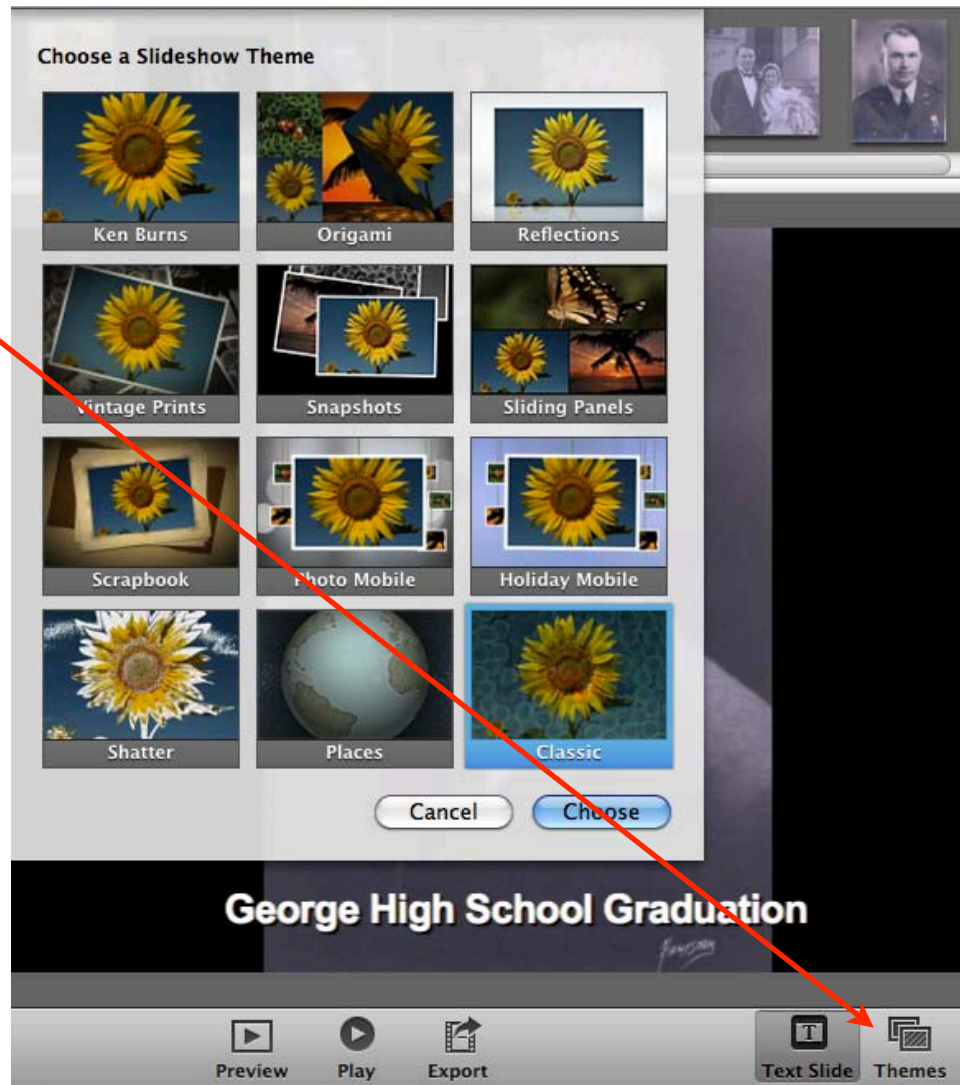 Choose a Slideshow Theme
Ken Burns
Origami
Reflections
Vintage Prints
Snapshots
Sliding Panels
Scrapbook
Photo Mobile
Holiday Mobile
Shatter
Places
Classic
Cancel
Choose
George High School Graduation
T
Preview
Play
Export
Text Slide
Themes